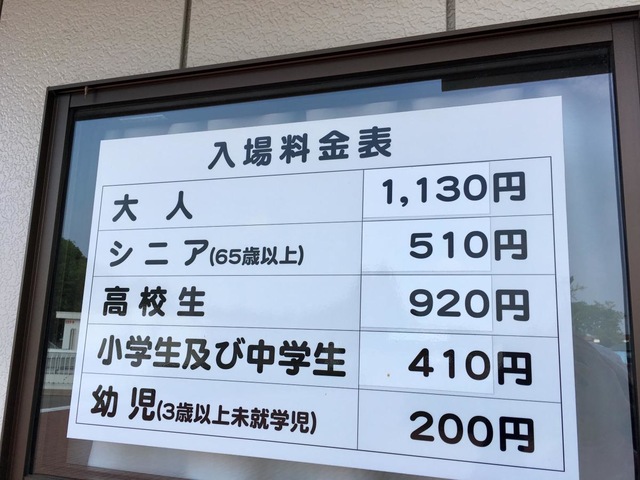 入場料金表
大人 1,130円
シニア(65歳以上) 510円
高校生 920円
小学生及び中学生 410円
幼児(3歳以上未就学児) 200円